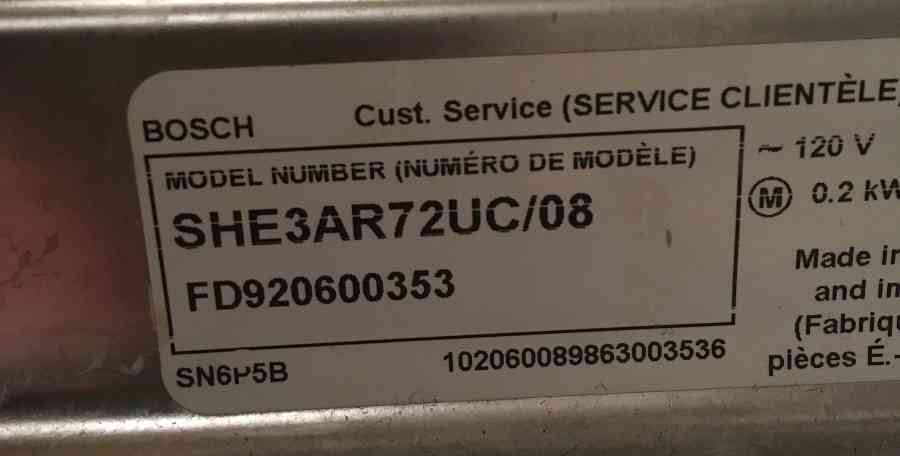 BOSCH
Cust. Service (SERVICE CLIENTÈLE)
MODEL NUMBER (NUMÉRO DE MODÈLE)
SHE3AR72UC/08
FD920600353
SN6P5B
102060089863003536
~ 120 V
M 0.2 kW
Made in
and in
(Fabriq
pièces É.-